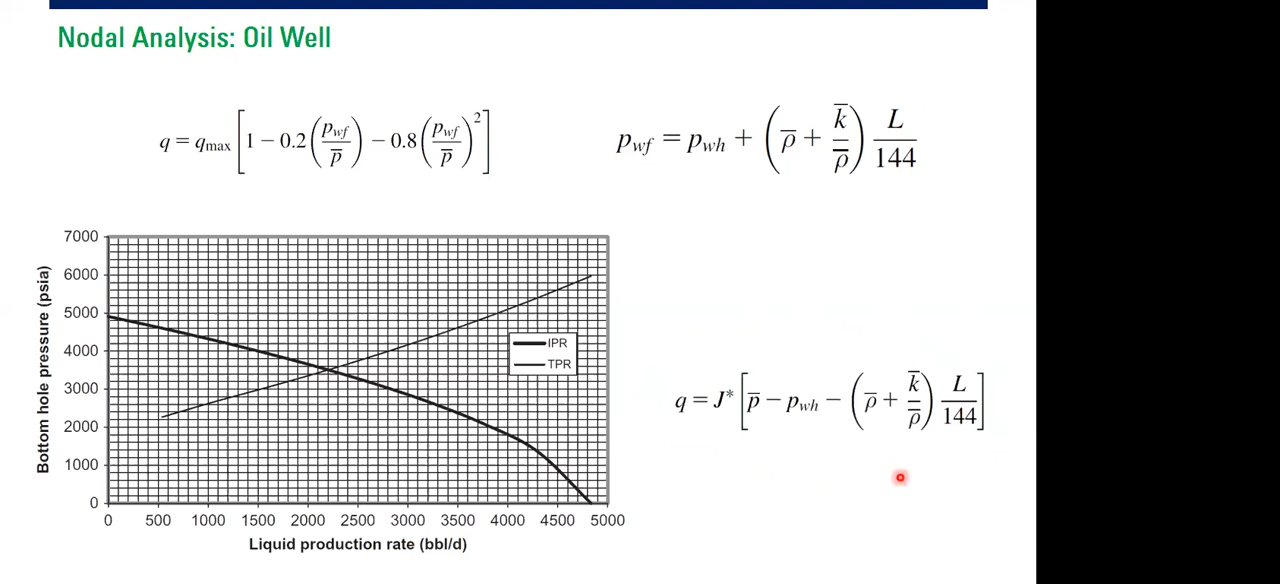 Nodal Analysis: Oil Well
q = q_max [1 − 0.2 (p_wf / p̅) − 0.8 (p_wf / p̅)²]
p_wf = p_wh + (ρ̅ + k̅ / ρ̅) L / 144
7000
6000
5000
4000
3000
2000
1000
0
Bottom hole pressure (psia)
IPR
TPR
0 500 1000 1500 2000 2500 3000 3500 4000 4500 5000
Liquid production rate (bbl/d)
q = J* [p̅ − p_wh − (ρ̅ + k̅ / ρ̅) L / 144]